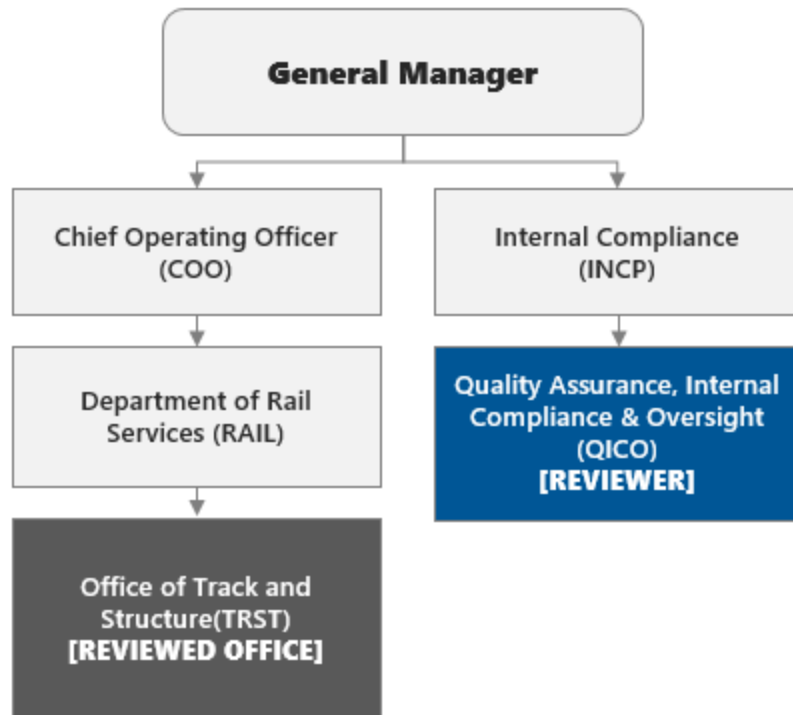 General Manager
Chief Operating Officer
(COO)
Internal Compliance
(INCP)
Department of Rail
Services (RAIL)
Quality Assurance, Internal
Compliance & Oversight
(QICO)
[REVIEWER]
Office of Track and
Structure(TRST)
[REVIEWED OFFICE]